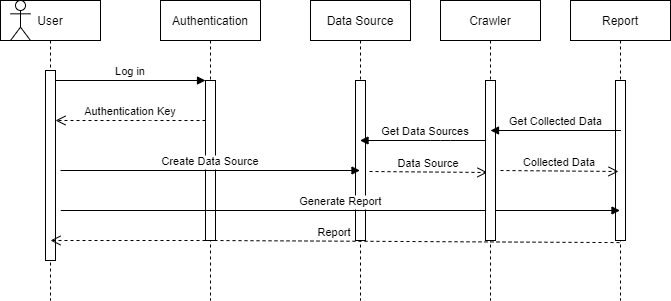 User
Authentication
Data Source
Crawler
Report
Log in
Authentication Key
Get Collected Data
Get Data Sources
Create Data Source
Data Source
Collected Data
Generate Report
Report